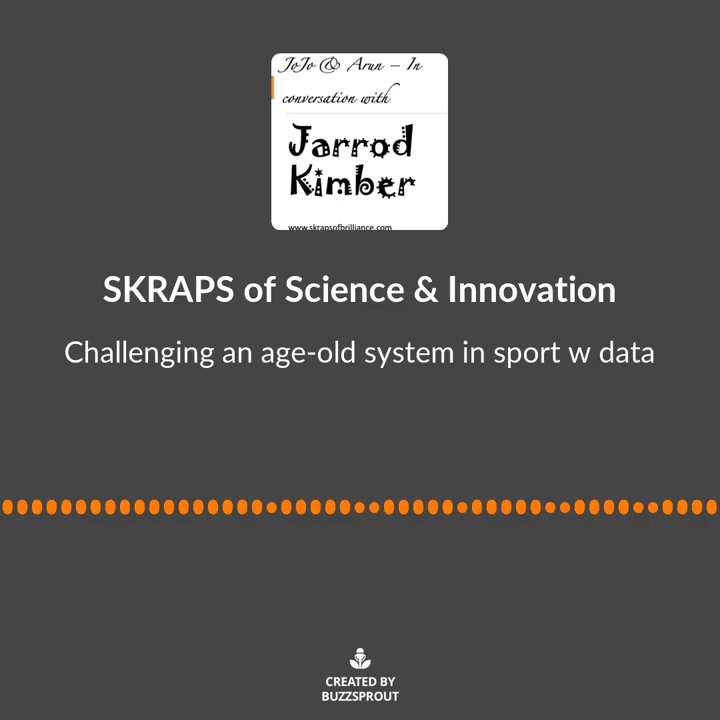 JoJo & Arun – In
conversation with
Jarrod
Kimber
www.skrapsofbrilliance.com
SKRAPS of Science & Innovation
Challenging an age-old system in sport w data
CREATED BY
BUZZSPROUT